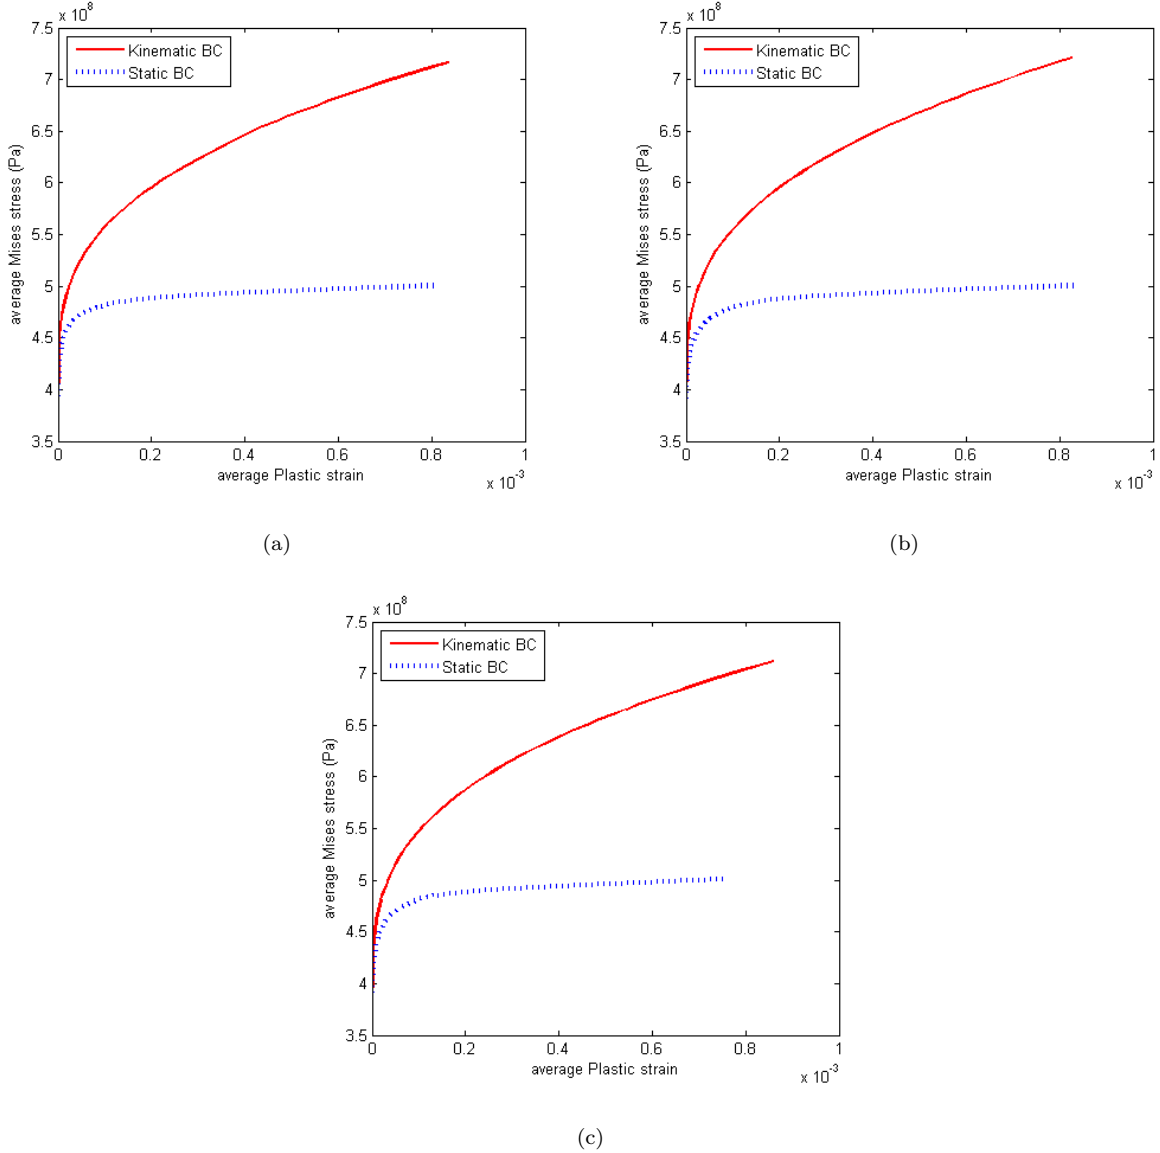 x 10^8
7.5
7
6.5
6
5.5
5
4.5
4
3.5
Kinematic BC
Static BC
average Mises stress (Pa)
0 0.2 0.4 0.6 0.8 1
average Plastic strain
x 10^-3
(a)
x 10^8
7.5
7
6.5
6
5.5
5
4.5
4
3.5
Kinematic BC
Static BC
average Mises stress (Pa)
0 0.2 0.4 0.6 0.8 1
average Plastic strain
x 10^-3
(b)
x 10^8
7.5
7
6.5
6
5.5
5
4.5
4
3.5
Kinematic BC
Static BC
average Mises stress (Pa)
0 0.2 0.4 0.6 0.8 1
average Plastic strain
x 10^-3
(c)